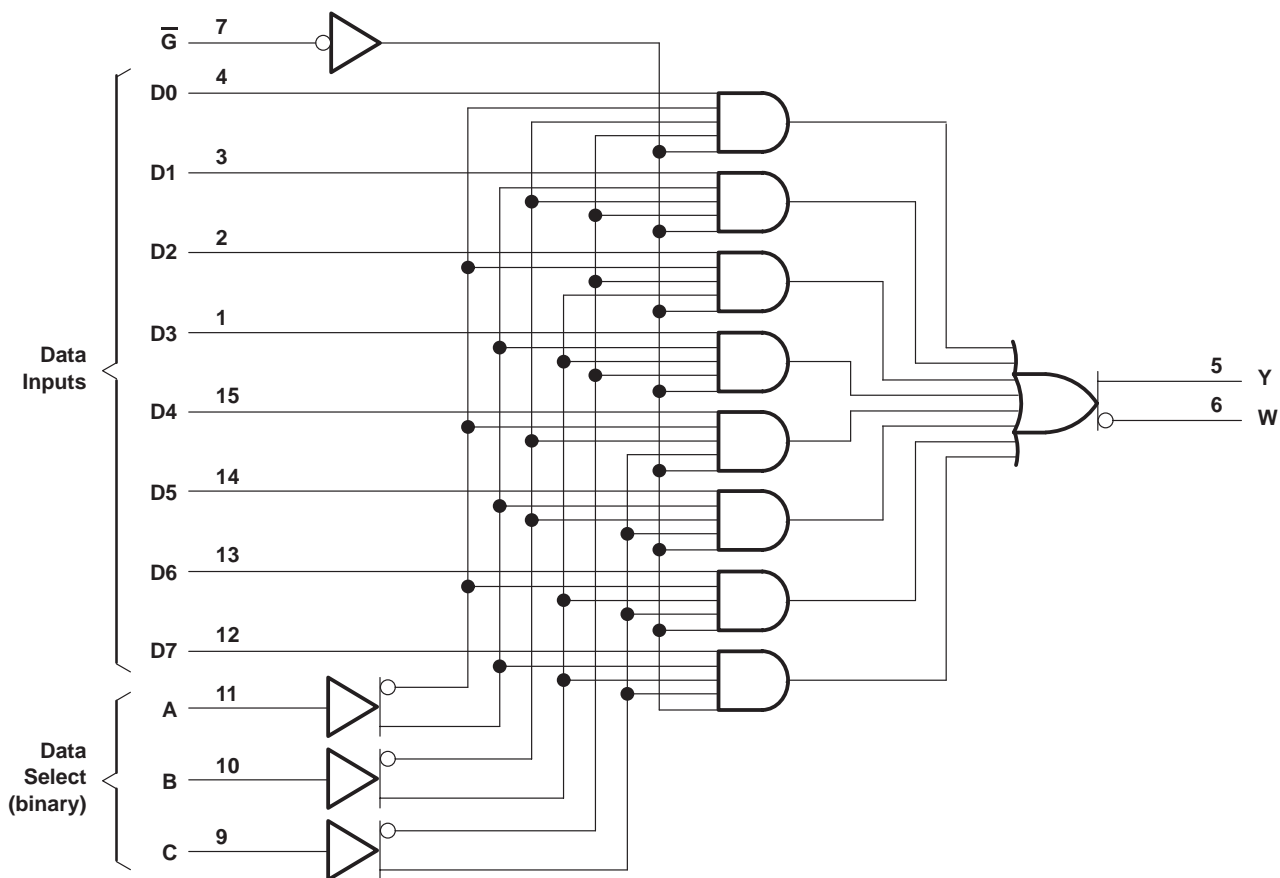 G 7
D0 4
D1 3
D2 2
D3 1
Data
Inputs
D4 15
D5 14
D6 13
D7 12
A 11
Data
Select
(binary)
B 10
C 9
5 Y
6 W